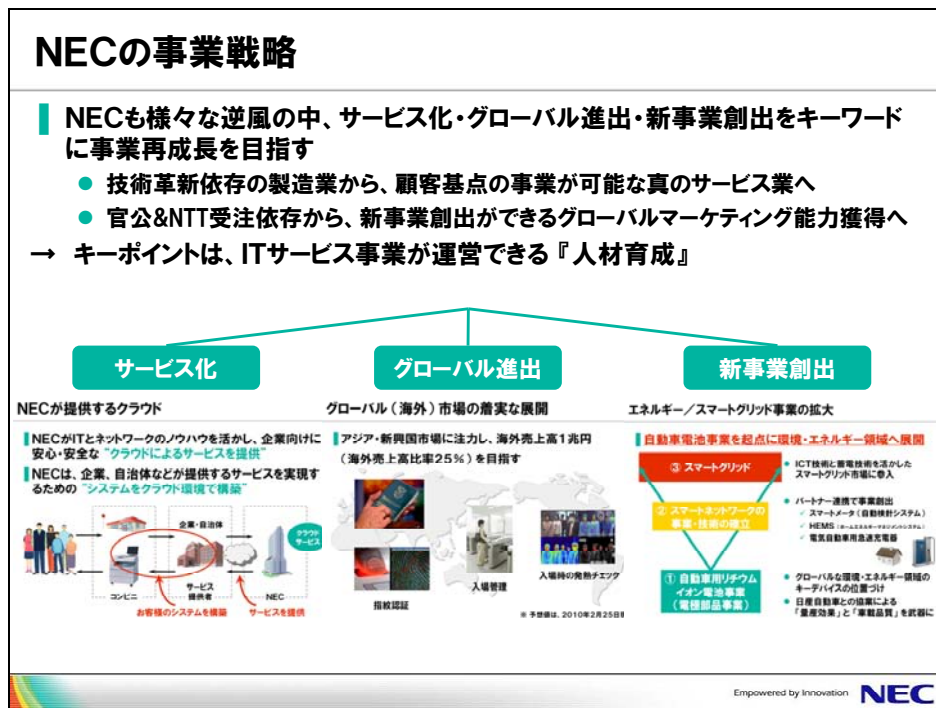 NECの事業戦略
NECも様々な逆風の中、サービス化・グローバル進出・新事業創出をキーワード
に事業再成長を目指す
技術革新依存の製造業から、顧客基点の事業が可能な真のサービス業へ
官公&NTT受注依存から、新事業創出ができるグローバルマーケティング能力獲得へ
→ キーポイントは、ITサービス事業が運営できる『人材育成』
サービス化
グローバル進出
新事業創出
NECが提供するクラウド
NECがITとネットワークのノウハウを活かし、企業向けに
安心・安全な “クラウドによるサービスを提供”
NECは、企業、自治体などが提供するサービスを実現す
るための “システムをクラウド環境で構築”
企業・自治体
クラウド
サービス
コンビニ
サービス
提供者
NEC
お客様のシステムを構築
サービスを提供
グローバル（海外）市場の着実な展開
アジア・新興国市場に注力し、海外売上高1兆円
（海外売上高比率25％）を目指す
指紋認証
入場管理
入場時の発熱チェック
※ 予想値は、2010年2月25日
エネルギー／スマートグリッド事業の拡大
自動車電池事業を起点に環境・エネルギー領域へ展開
③ スマートグリッド
② スマートネットワークの
事業・技術の確立
① 自動車用リチウム
イオン電池事業
（電極部品事業）
ICT技術と蓄電技術を活かした
スマートグリッド市場に参入
パートナー連携で事業創出
✓ スマートメータ（自動検針システム）
✓ HEMS（ホームエネルギーマネジメントシステム）
✓ 電気自動車用急速充電器
グローバルな環境・エネルギー領域の
キーデバイスの位置づけ
日産自動車との協業による
「量産効果」と「車載品質」を武器に
Empowered by Innovation NEC